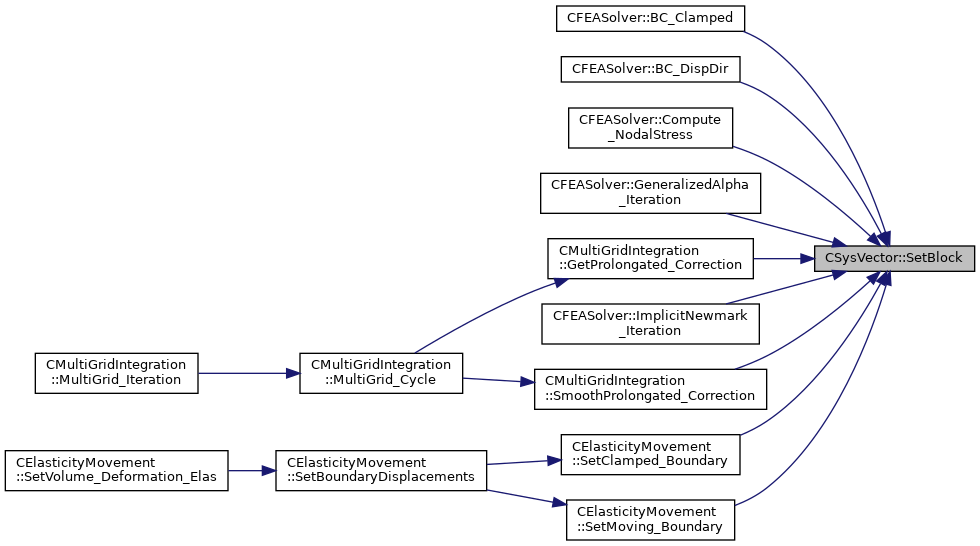 CFEASolver::BC_Clamped
CFEASolver::BC_DispDir
CFEASolver::Compute
_NodalStress
CFEASolver::GeneralizedAlpha
_Iteration
CMultiGridIntegration
::GetProlongated_Correction
CSysVector::SetBlock
CFEASolver::ImplicitNewmark
_Iteration
CMultiGridIntegration
::MultiGrid_Iteration
CMultiGridIntegration
::MultiGrid_Cycle
CMultiGridIntegration
::SmoothProlongated_Correction
CElasticityMovement
::SetClamped_Boundary
CElasticityMovement
::SetVolume_Deformation_Elas
CElasticityMovement
::SetBoundaryDisplacements
CElasticityMovement
::SetMoving_Boundary